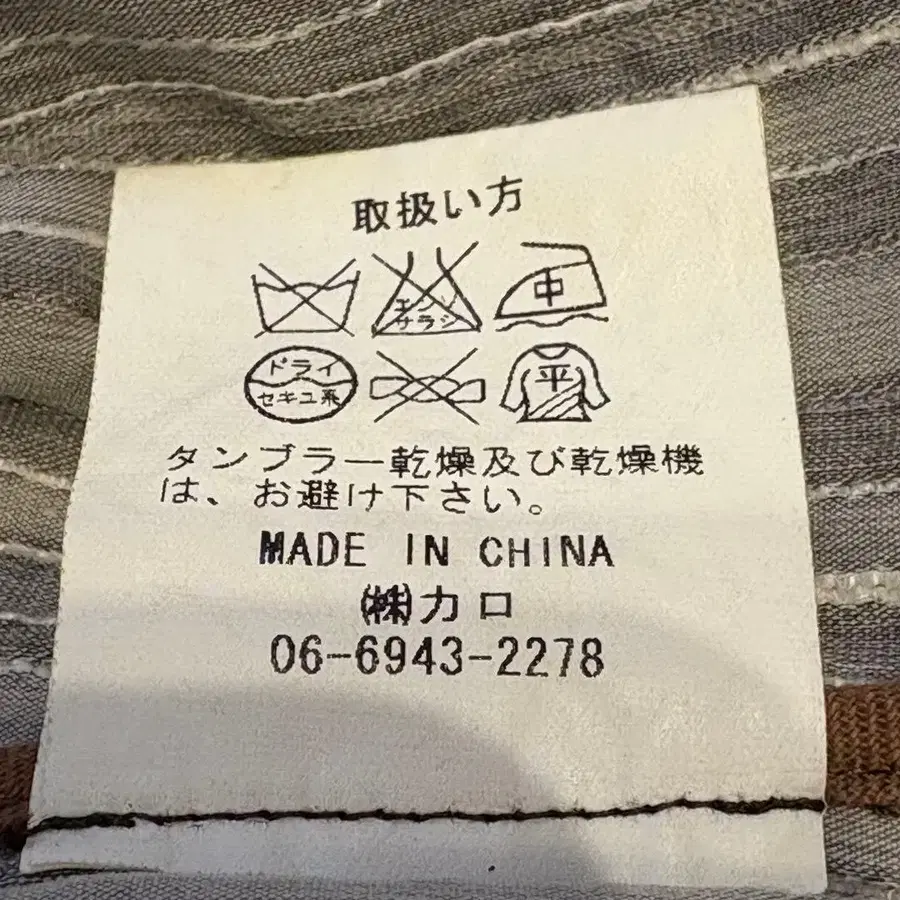 取扱い方
エンソ
サラシ
中
ドライ
セキユ系
平
タンブラー乾燥及び乾燥機
は、お避け下さい。
MADE IN CHINA
㈱カロ
06-6943-2278